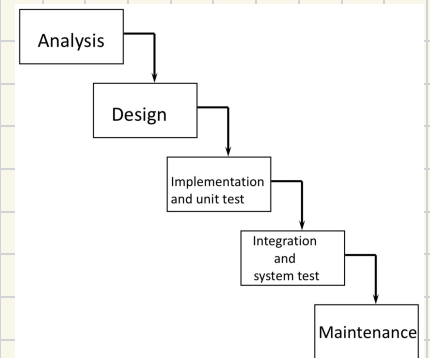 Analysis
Design
Implementation
and unit test
Integration
and
system test
Maintenance